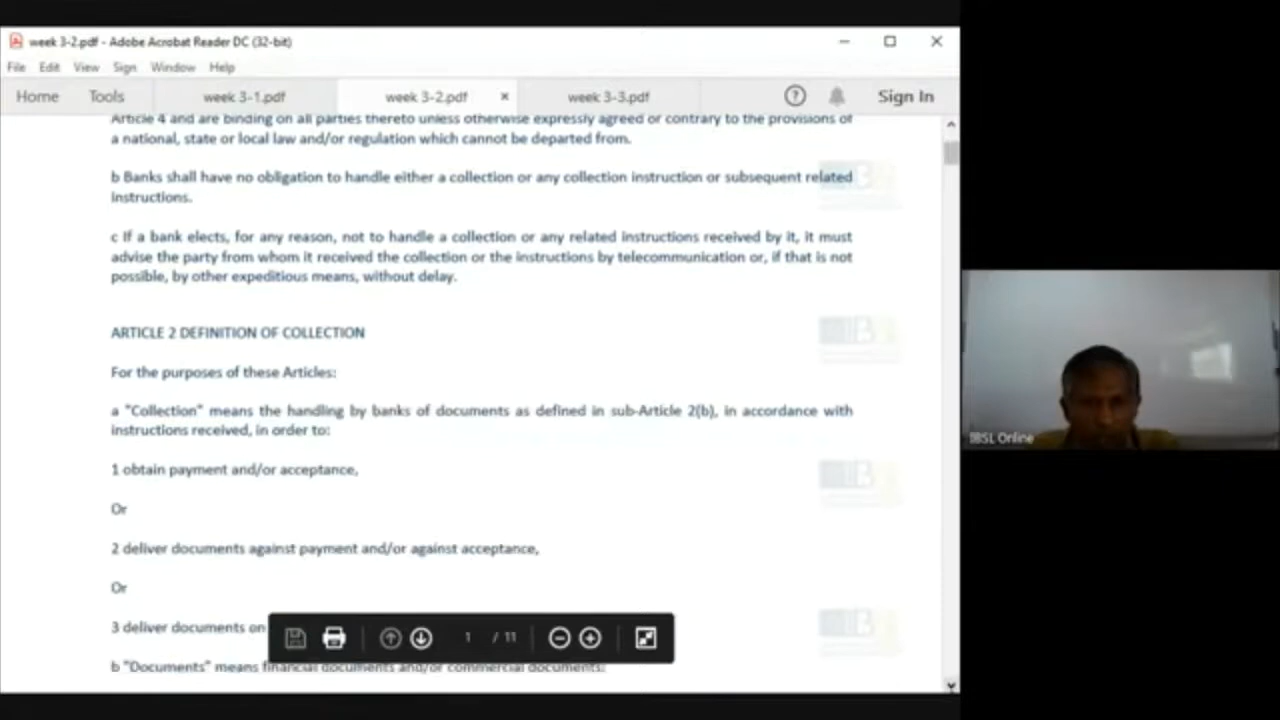 week 3-2.pdf - Adobe Acrobat Reader DC (32-bit)
File Edit View Sign Window Help
Home Tools week 3-1.pdf week 3-2.pdf × week 3-3.pdf Sign In
Article 4 and are binding on all parties thereto unless otherwise expressly agreed or contrary to the provisions of
a national, state or local law and/or regulation which cannot be departed from.
b Banks shall have no obligation to handle either a collection or any collection instruction or subsequent related
instructions.
c If a bank elects, for any reason, not to handle a collection or any related instructions received by it, it must
advise the party from whom it received the collection or the instructions by telecommunication or, if that is not
possible, by other expeditious means, without delay.
ARTICLE 2 DEFINITION OF COLLECTION
For the purposes of these Articles:
a "Collection" means the handling by banks of documents as defined in sub-Article 2(b), in accordance with
instructions received, in order to:
1 obtain payment and/or acceptance,
Or
2 deliver documents against payment and/or against acceptance,
Or
3 deliver documents on
1 / 11
b "Documents" means financial documents and/or commercial documents:
IBSL Online